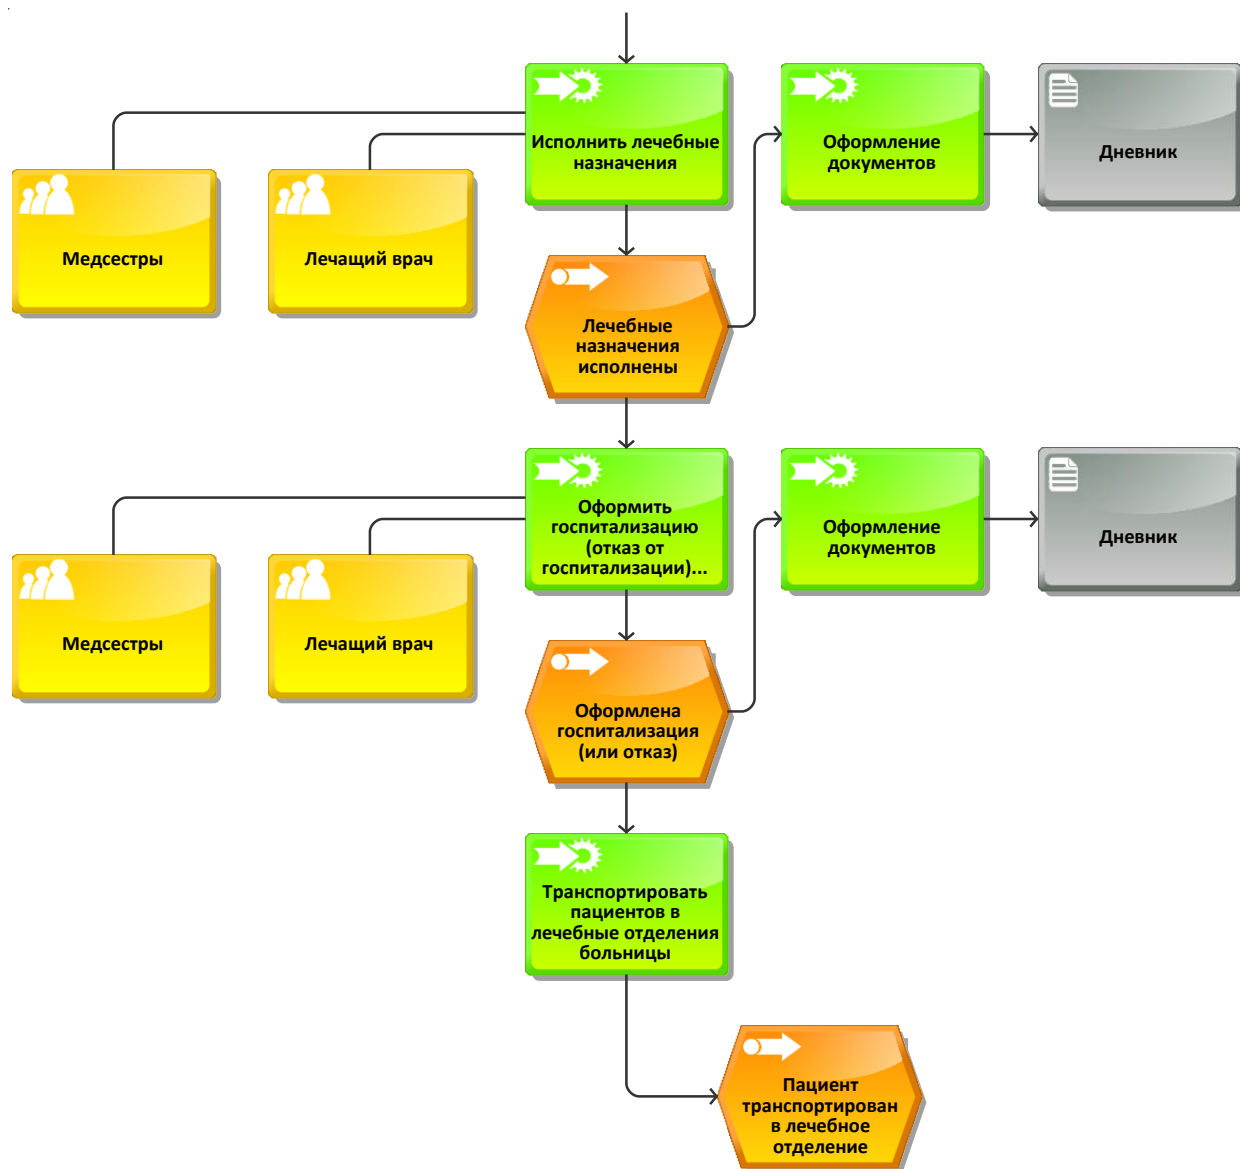 Исполнить лечебные
назначения
Оформление
документов
Дневник
Медсестры
Лечащий врач
Лечебные
назначения
исполнены
Оформить
госпитализацию
(отказ от
госпитализации)...
Оформление
документов
Дневник
Медсестры
Лечащий врач
Оформлена
госпитализация
(или отказ)
Транспортировать
пациентов в
лечебные отделения
больницы
Пациент
транспортирован
в лечебное
отделение